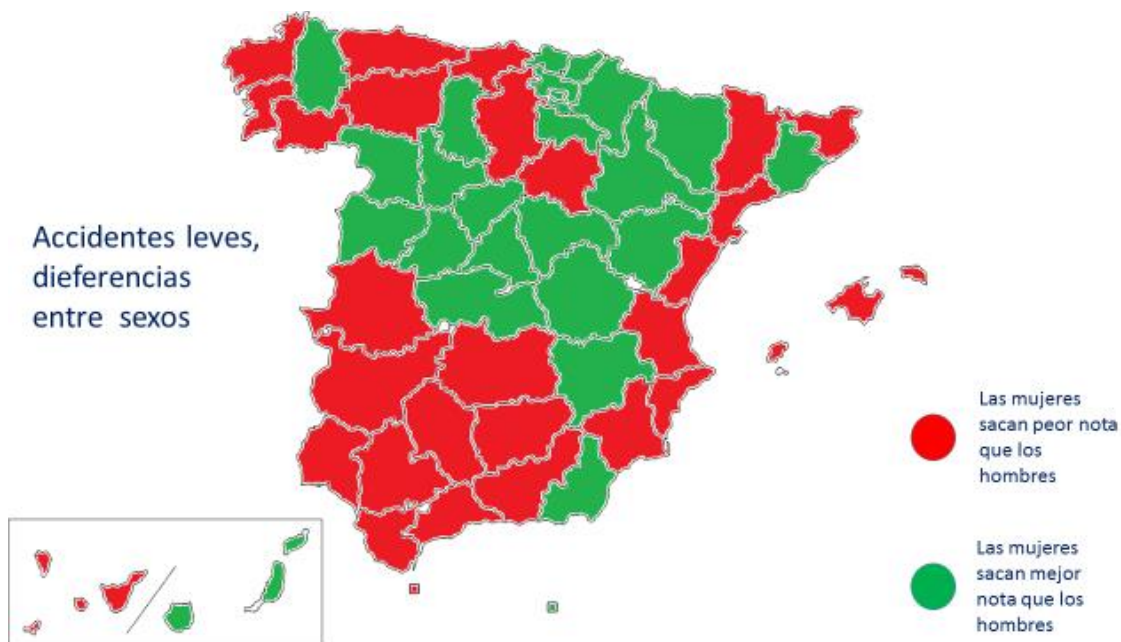 Accidentes leves,
dieferencias
entre sexos
Las mujeres
sacan peor nota
que los
hombres
Las mujeres
sacan mejor
nota que los
hombres